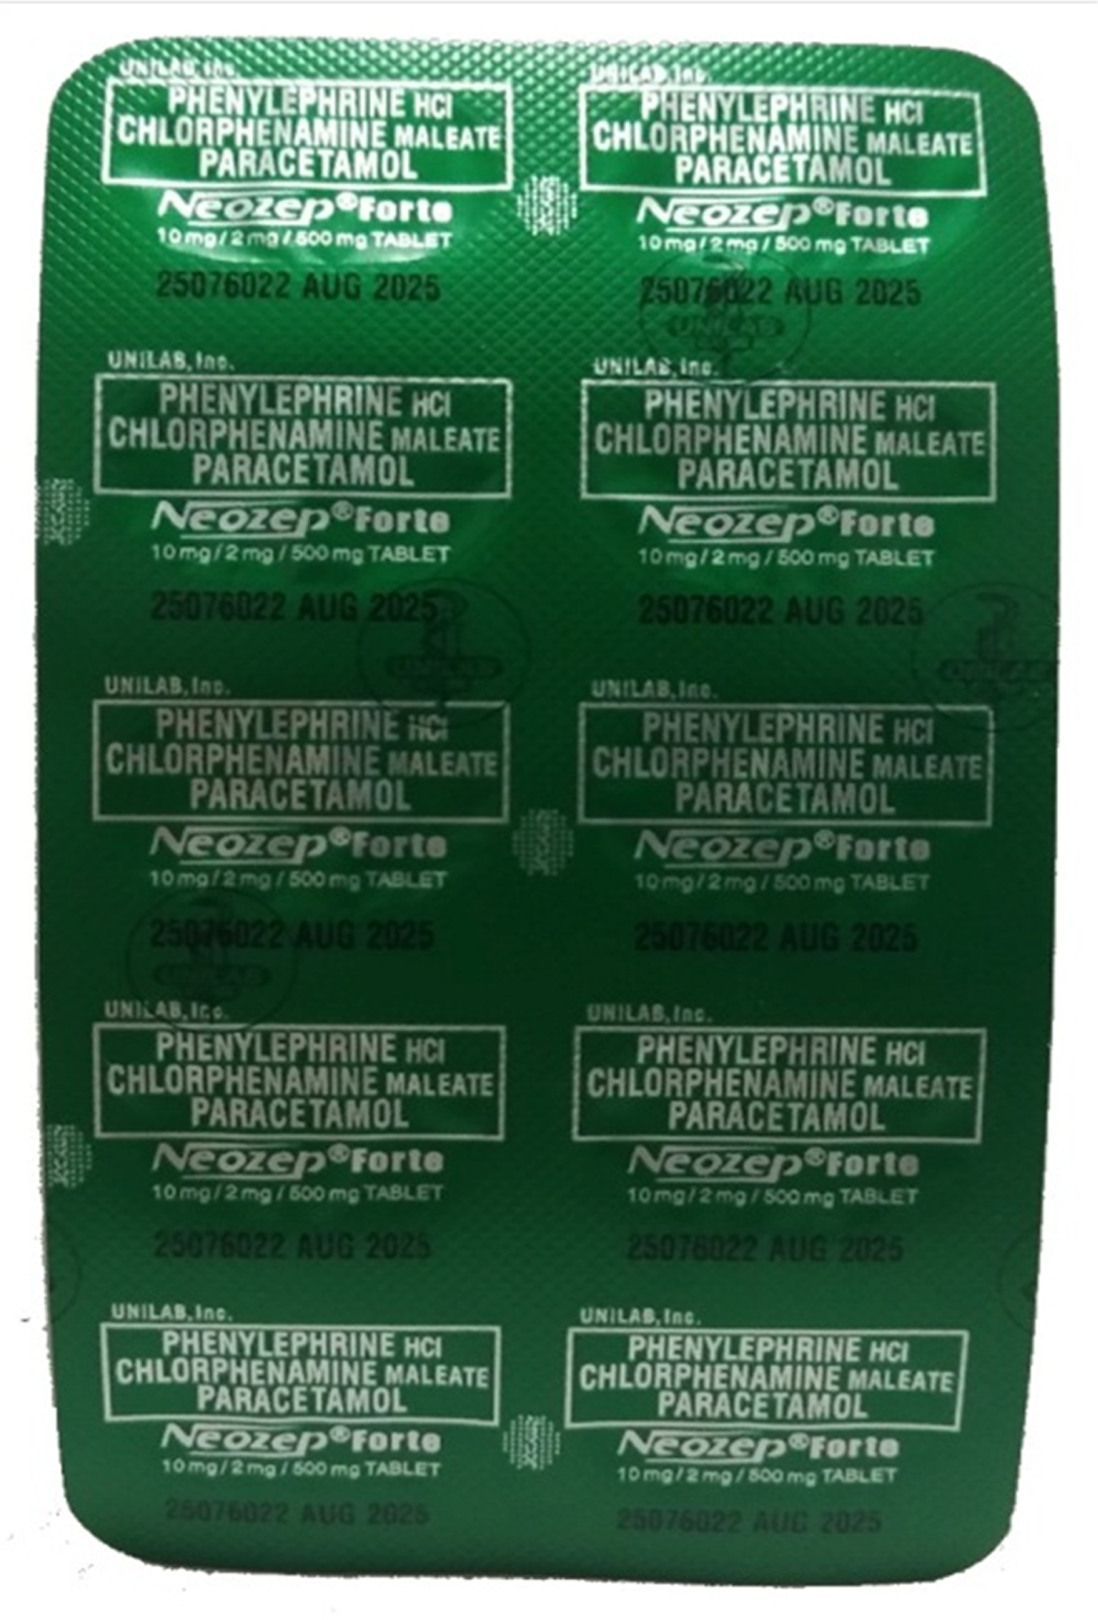 UNILAB, Inc.
PHENYLEPHRINE HCl
CHLORPHENAMINE MALEATE
PARACETAMOL
Neozep®Forte
10 mg / 2 mg / 500 mg TABLET
25076022 AUG 2025
UNILAB, Inc.
PHENYLEPHRINE HCl
CHLORPHENAMINE MALEATE
PARACETAMOL
Neozep®Forte
10 mg / 2 mg / 500 mg TABLET
25076022 AUG 2025
UNILAB
UNILAB, Inc.
PHENYLEPHRINE HCl
CHLORPHENAMINE MALEATE
PARACETAMOL
Neozep®Forte
10 mg / 2 mg / 500 mg TABLET
25076022 AUG 2025
UNILAB
UNILAB, Inc.
PHENYLEPHRINE HCl
CHLORPHENAMINE MALEATE
PARACETAMOL
Neozep®Forte
10 mg / 2 mg / 500 mg TABLET
25076022 AUG 2025
UNILAB
UNILAB, Inc.
PHENYLEPHRINE HCl
CHLORPHENAMINE MALEATE
PARACETAMOL
Neozep®Forte
10 mg / 2 mg / 500 mg TABLET
25076022 AUG 2025
UNILAB
UNILAB, Inc.
PHENYLEPHRINE HCl
CHLORPHENAMINE MALEATE
PARACETAMOL
Neozep®Forte
10 mg / 2 mg / 500 mg TABLET
25076022 AUG 2025
UNILAB, Inc.
PHENYLEPHRINE HCl
CHLORPHENAMINE MALEATE
PARACETAMOL
Neozep®Forte
10 mg / 2 mg / 500 mg TABLET
25076022 AUG 2025
UNILAB, Inc.
PHENYLEPHRINE HCl
CHLORPHENAMINE MALEATE
PARACETAMOL
Neozep®Forte
10 mg / 2 mg / 500 mg TABLET
25076022 AUG 2025
UNILAB, Inc.
PHENYLEPHRINE HCl
CHLORPHENAMINE MALEATE
PARACETAMOL
Neozep®Forte
10 mg / 2 mg / 500 mg TABLET
25076022 AUG 2025
UNILAB, Inc.
PHENYLEPHRINE HCl
CHLORPHENAMINE MALEATE
PARACETAMOL
Neozep®Forte
10 mg / 2 mg / 500 mg TABLET
25076022 AUG 2025